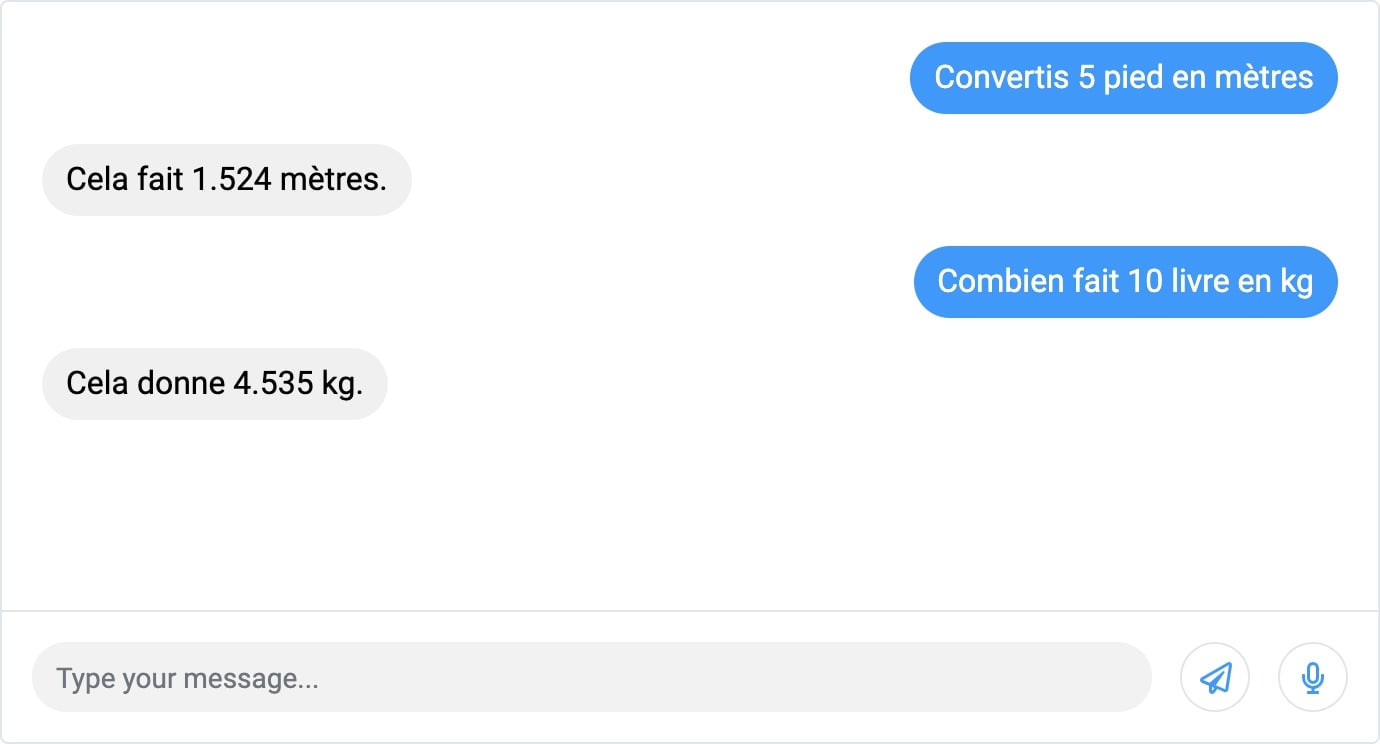 Convertis 5 pied en mètres
Cela fait 1.524 mètres.
Combien fait 10 livre en kg
Cela donne 4.535 kg.
Type your message...